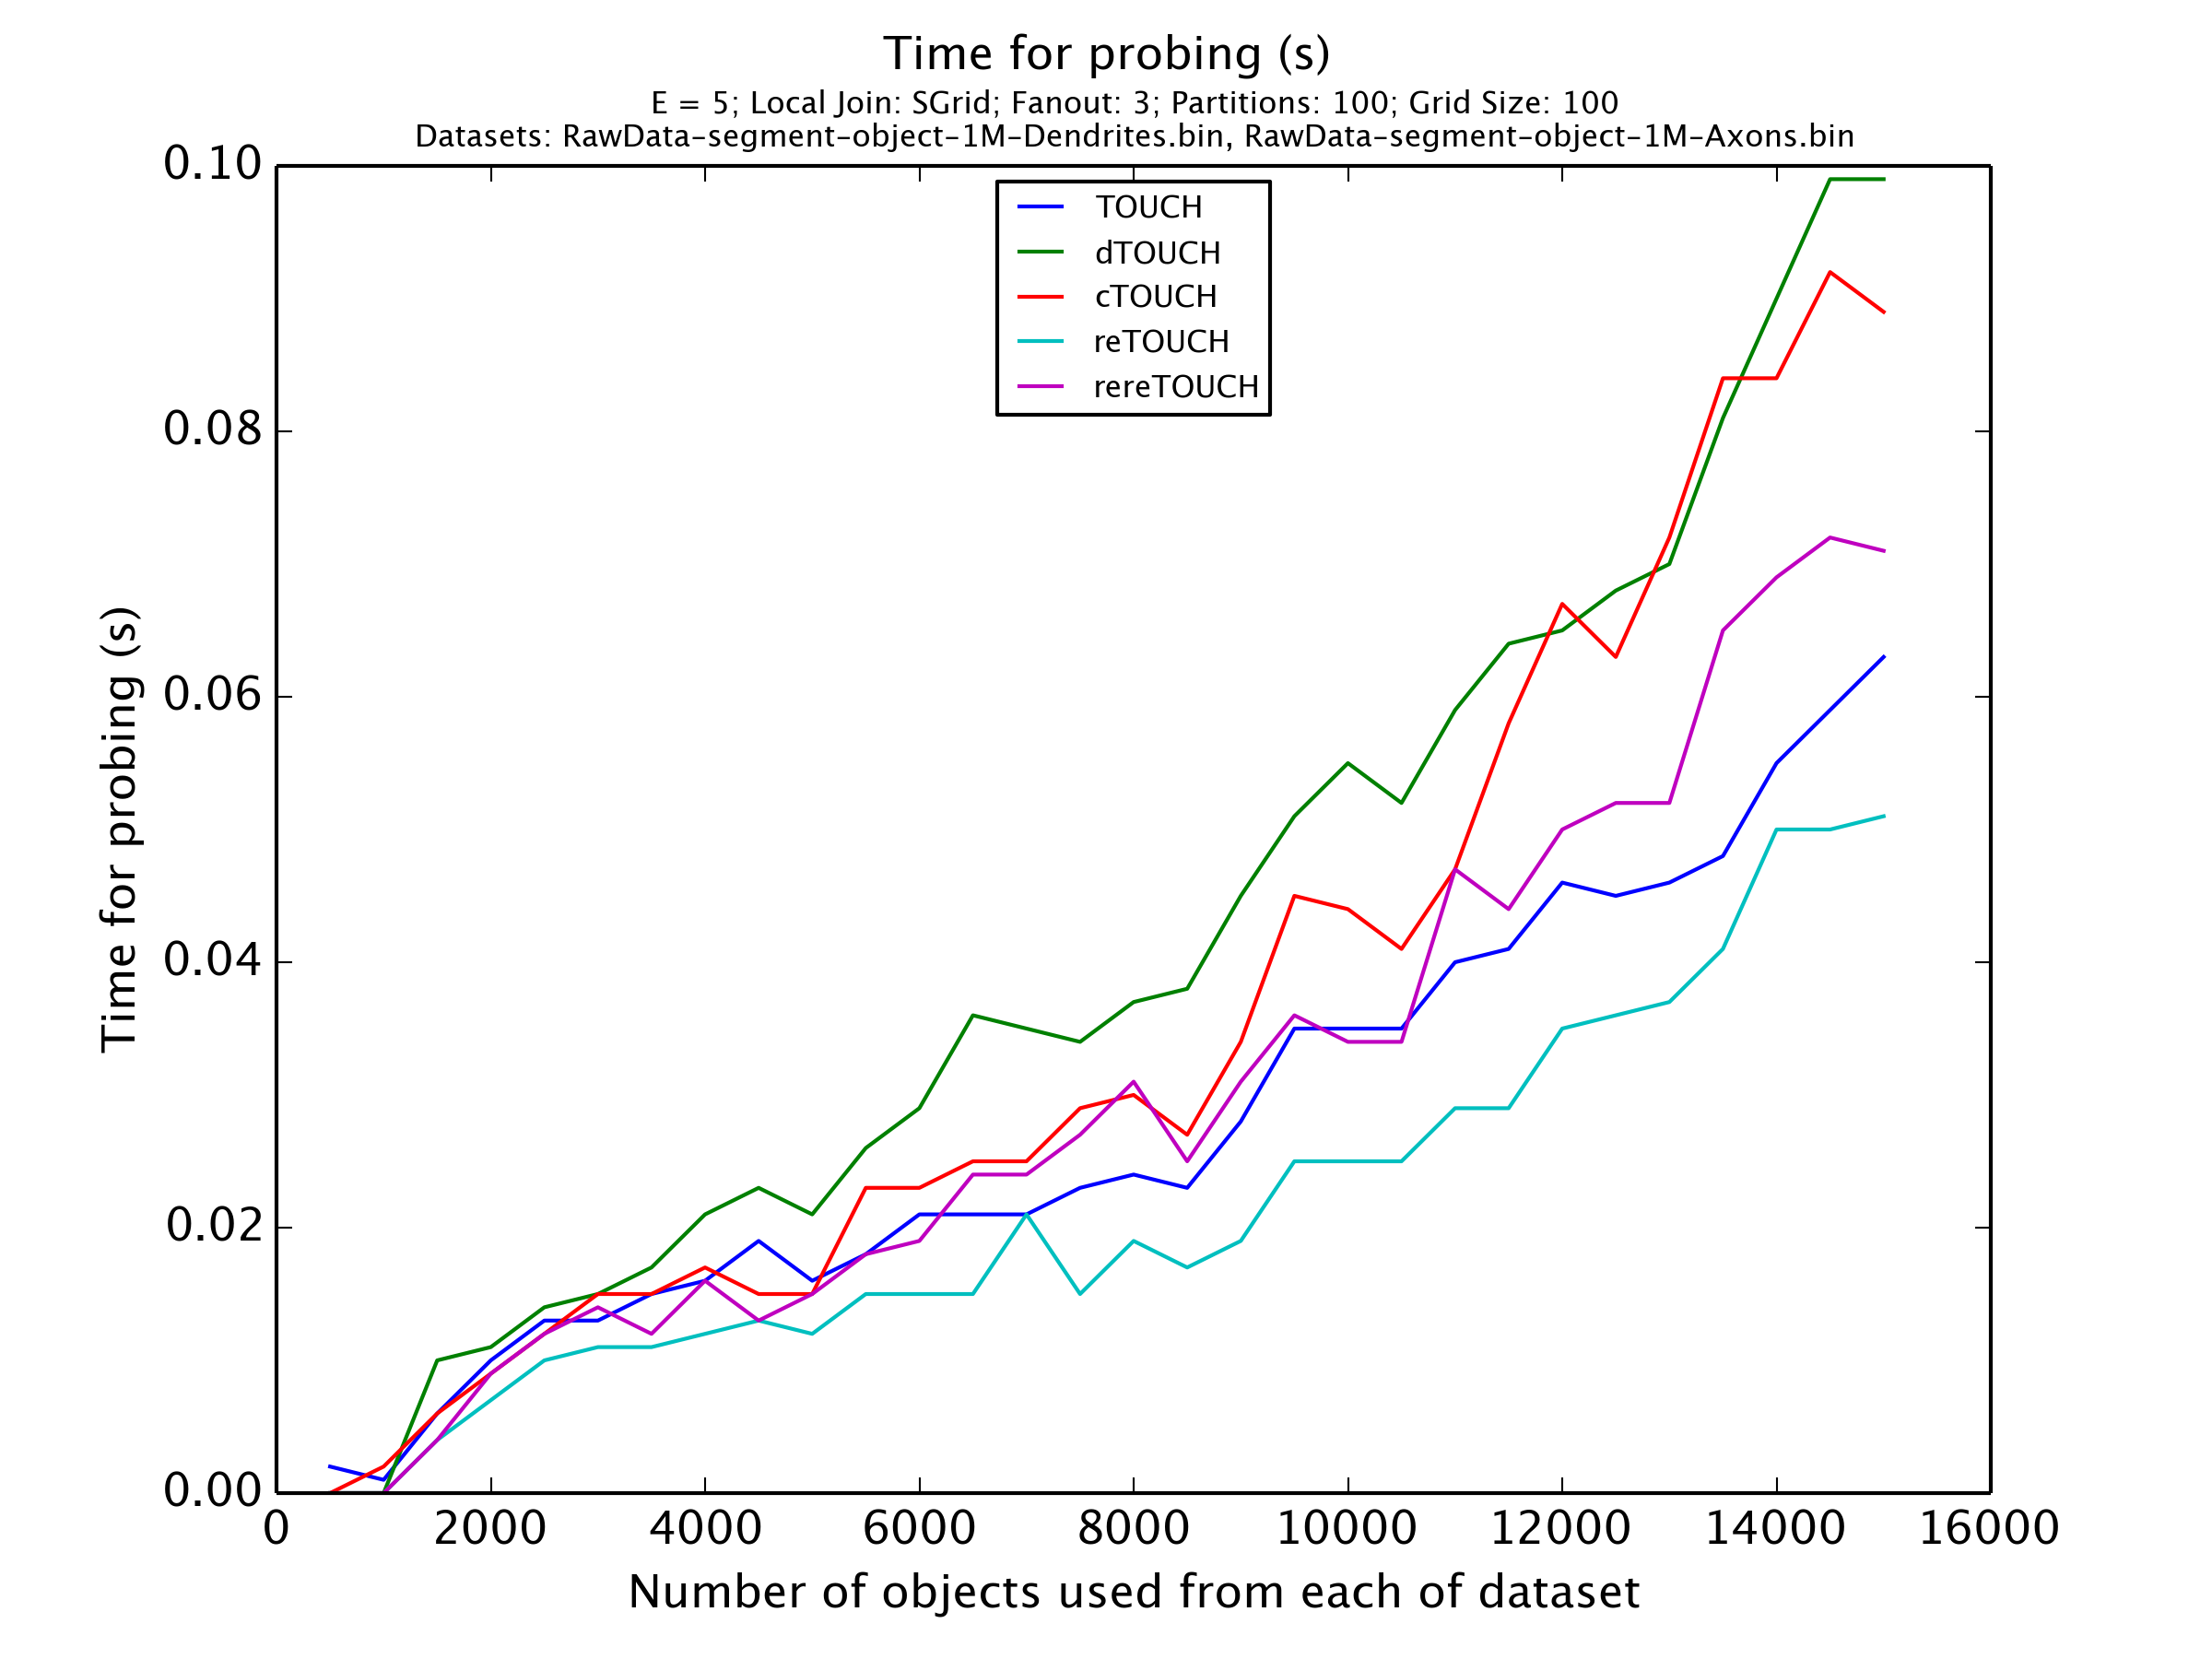 Time for probing (s)
E = 5; Local Join: SGrid; Fanout: 3; Partitions: 100; Grid Size: 100
Datasets: RawData-segment-object-1M-Dendrites.bin, RawData-segment-object-1M-Axons.bin
TOUCH
dTOUCH
cTOUCH
reTOUCH
rereTOUCH
Time for probing (s)
0.10
0.08
0.06
0.04
0.02
0.00
0 2000 4000 6000 8000 10000 12000 14000 16000
Number of objects used from each of dataset